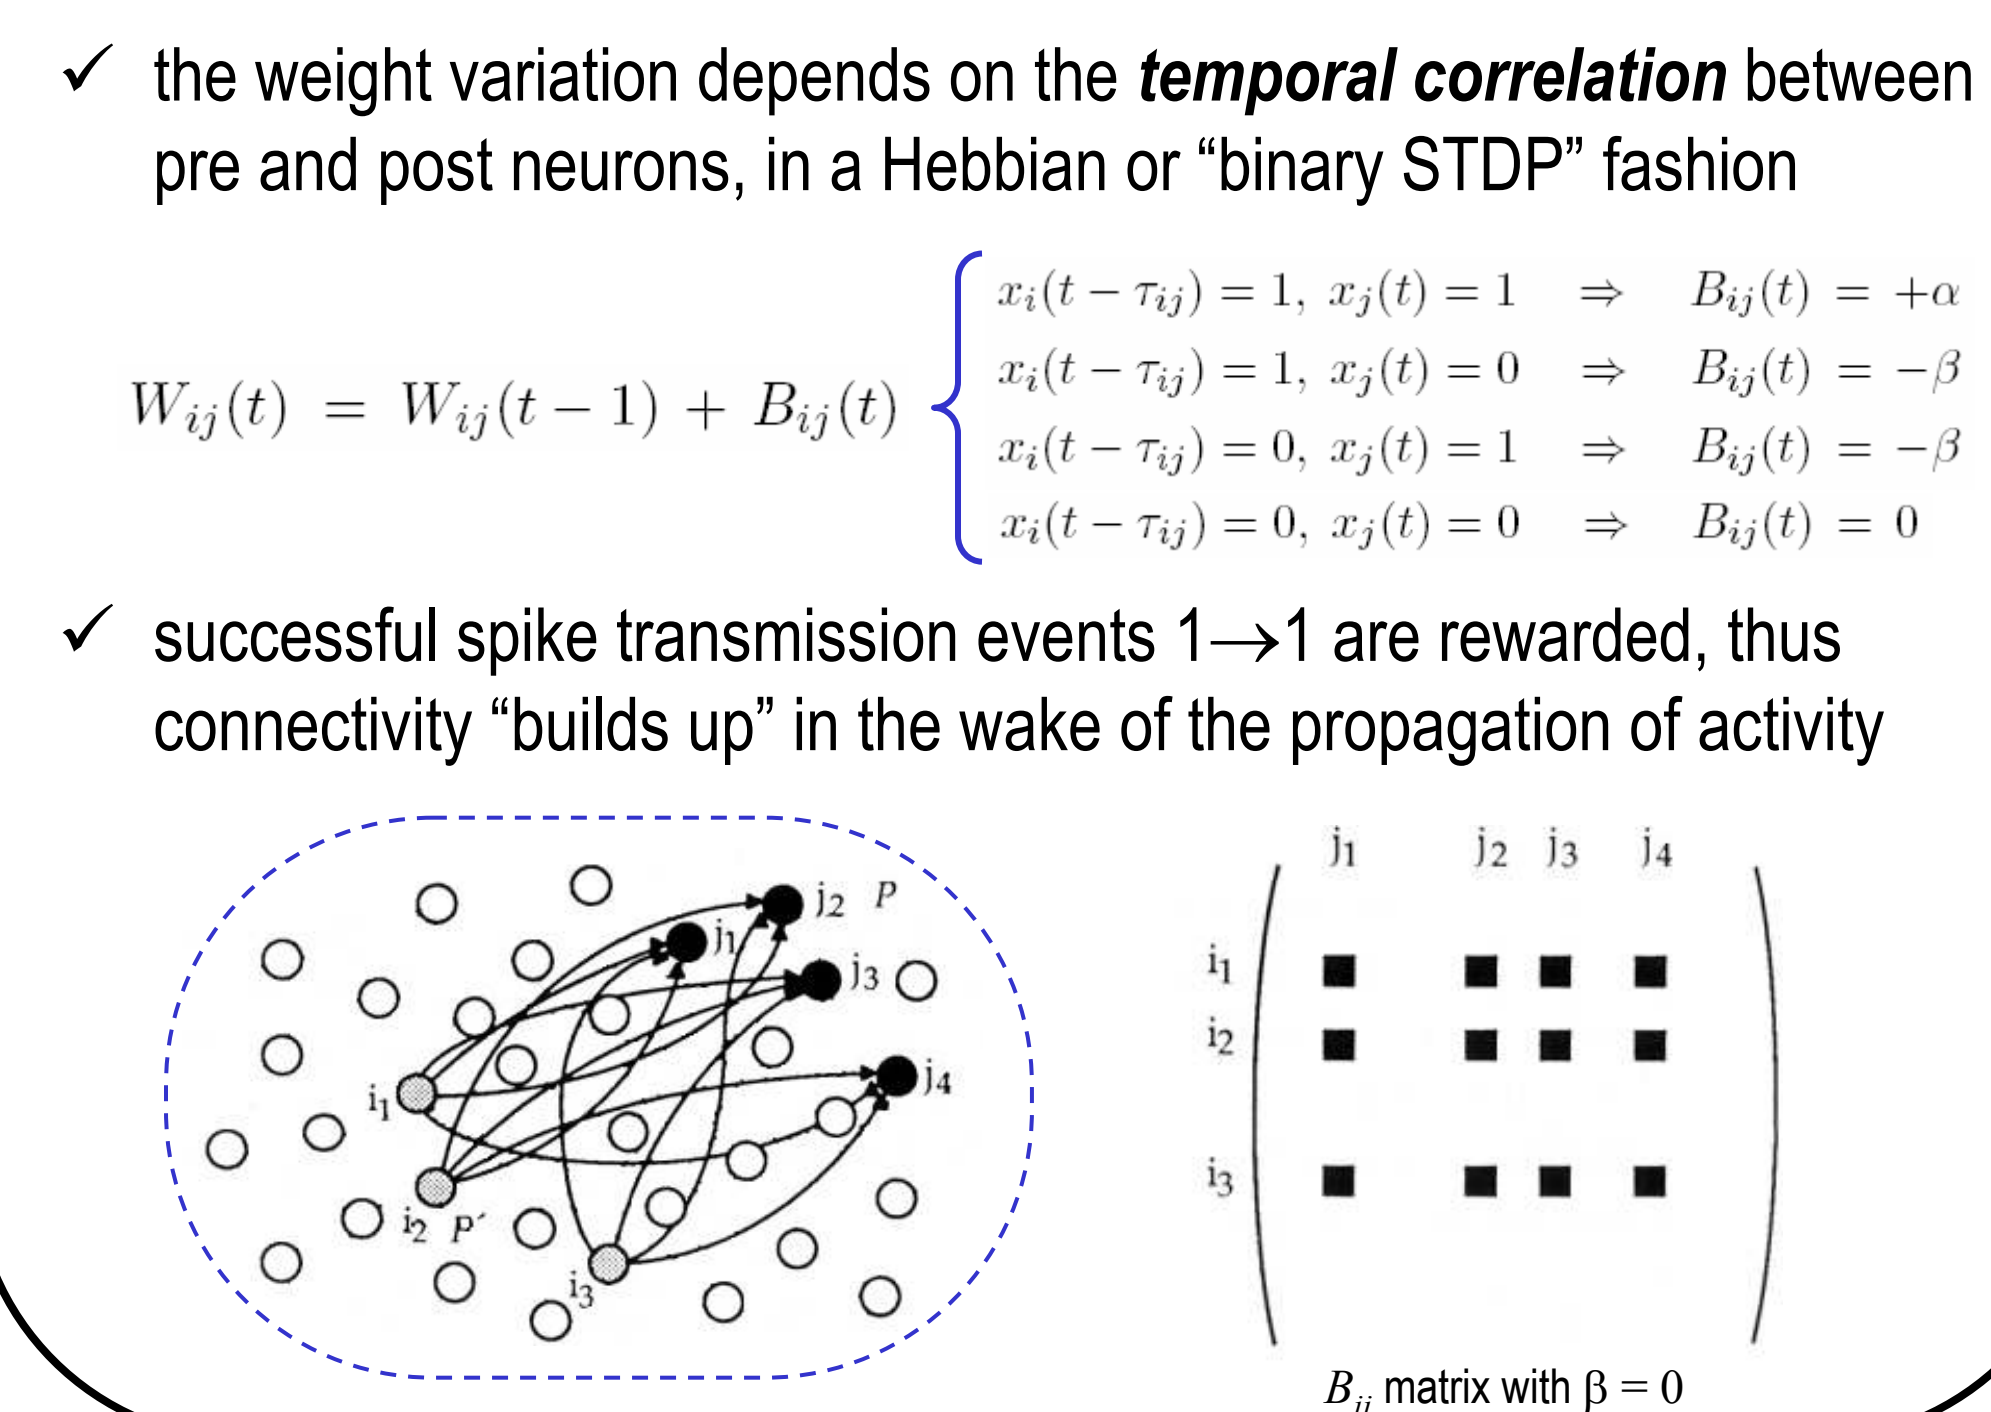 ✓ the weight variation depends on the temporal correlation between
pre and post neurons, in a Hebbian or “binary STDP” fashion
x_i(t − τ_ij) = 1, x_j(t) = 1 ⇒ B_ij(t) = +α
x_i(t − τ_ij) = 1, x_j(t) = 0 ⇒ B_ij(t) = −β
W_ij(t) = W_ij(t − 1) + B_ij(t)
x_i(t − τ_ij) = 0, x_j(t) = 1 ⇒ B_ij(t) = −β
x_i(t − τ_ij) = 0, x_j(t) = 0 ⇒ B_ij(t) = 0
✓ successful spike transmission events 1→1 are rewarded, thus
connectivity “builds up” in the wake of the propagation of activity
j2 P
j1
j3
j4
i1
i2 P´
i3
j1 j2 j3 j4
i1
i2
i3
B_ij matrix with β = 0